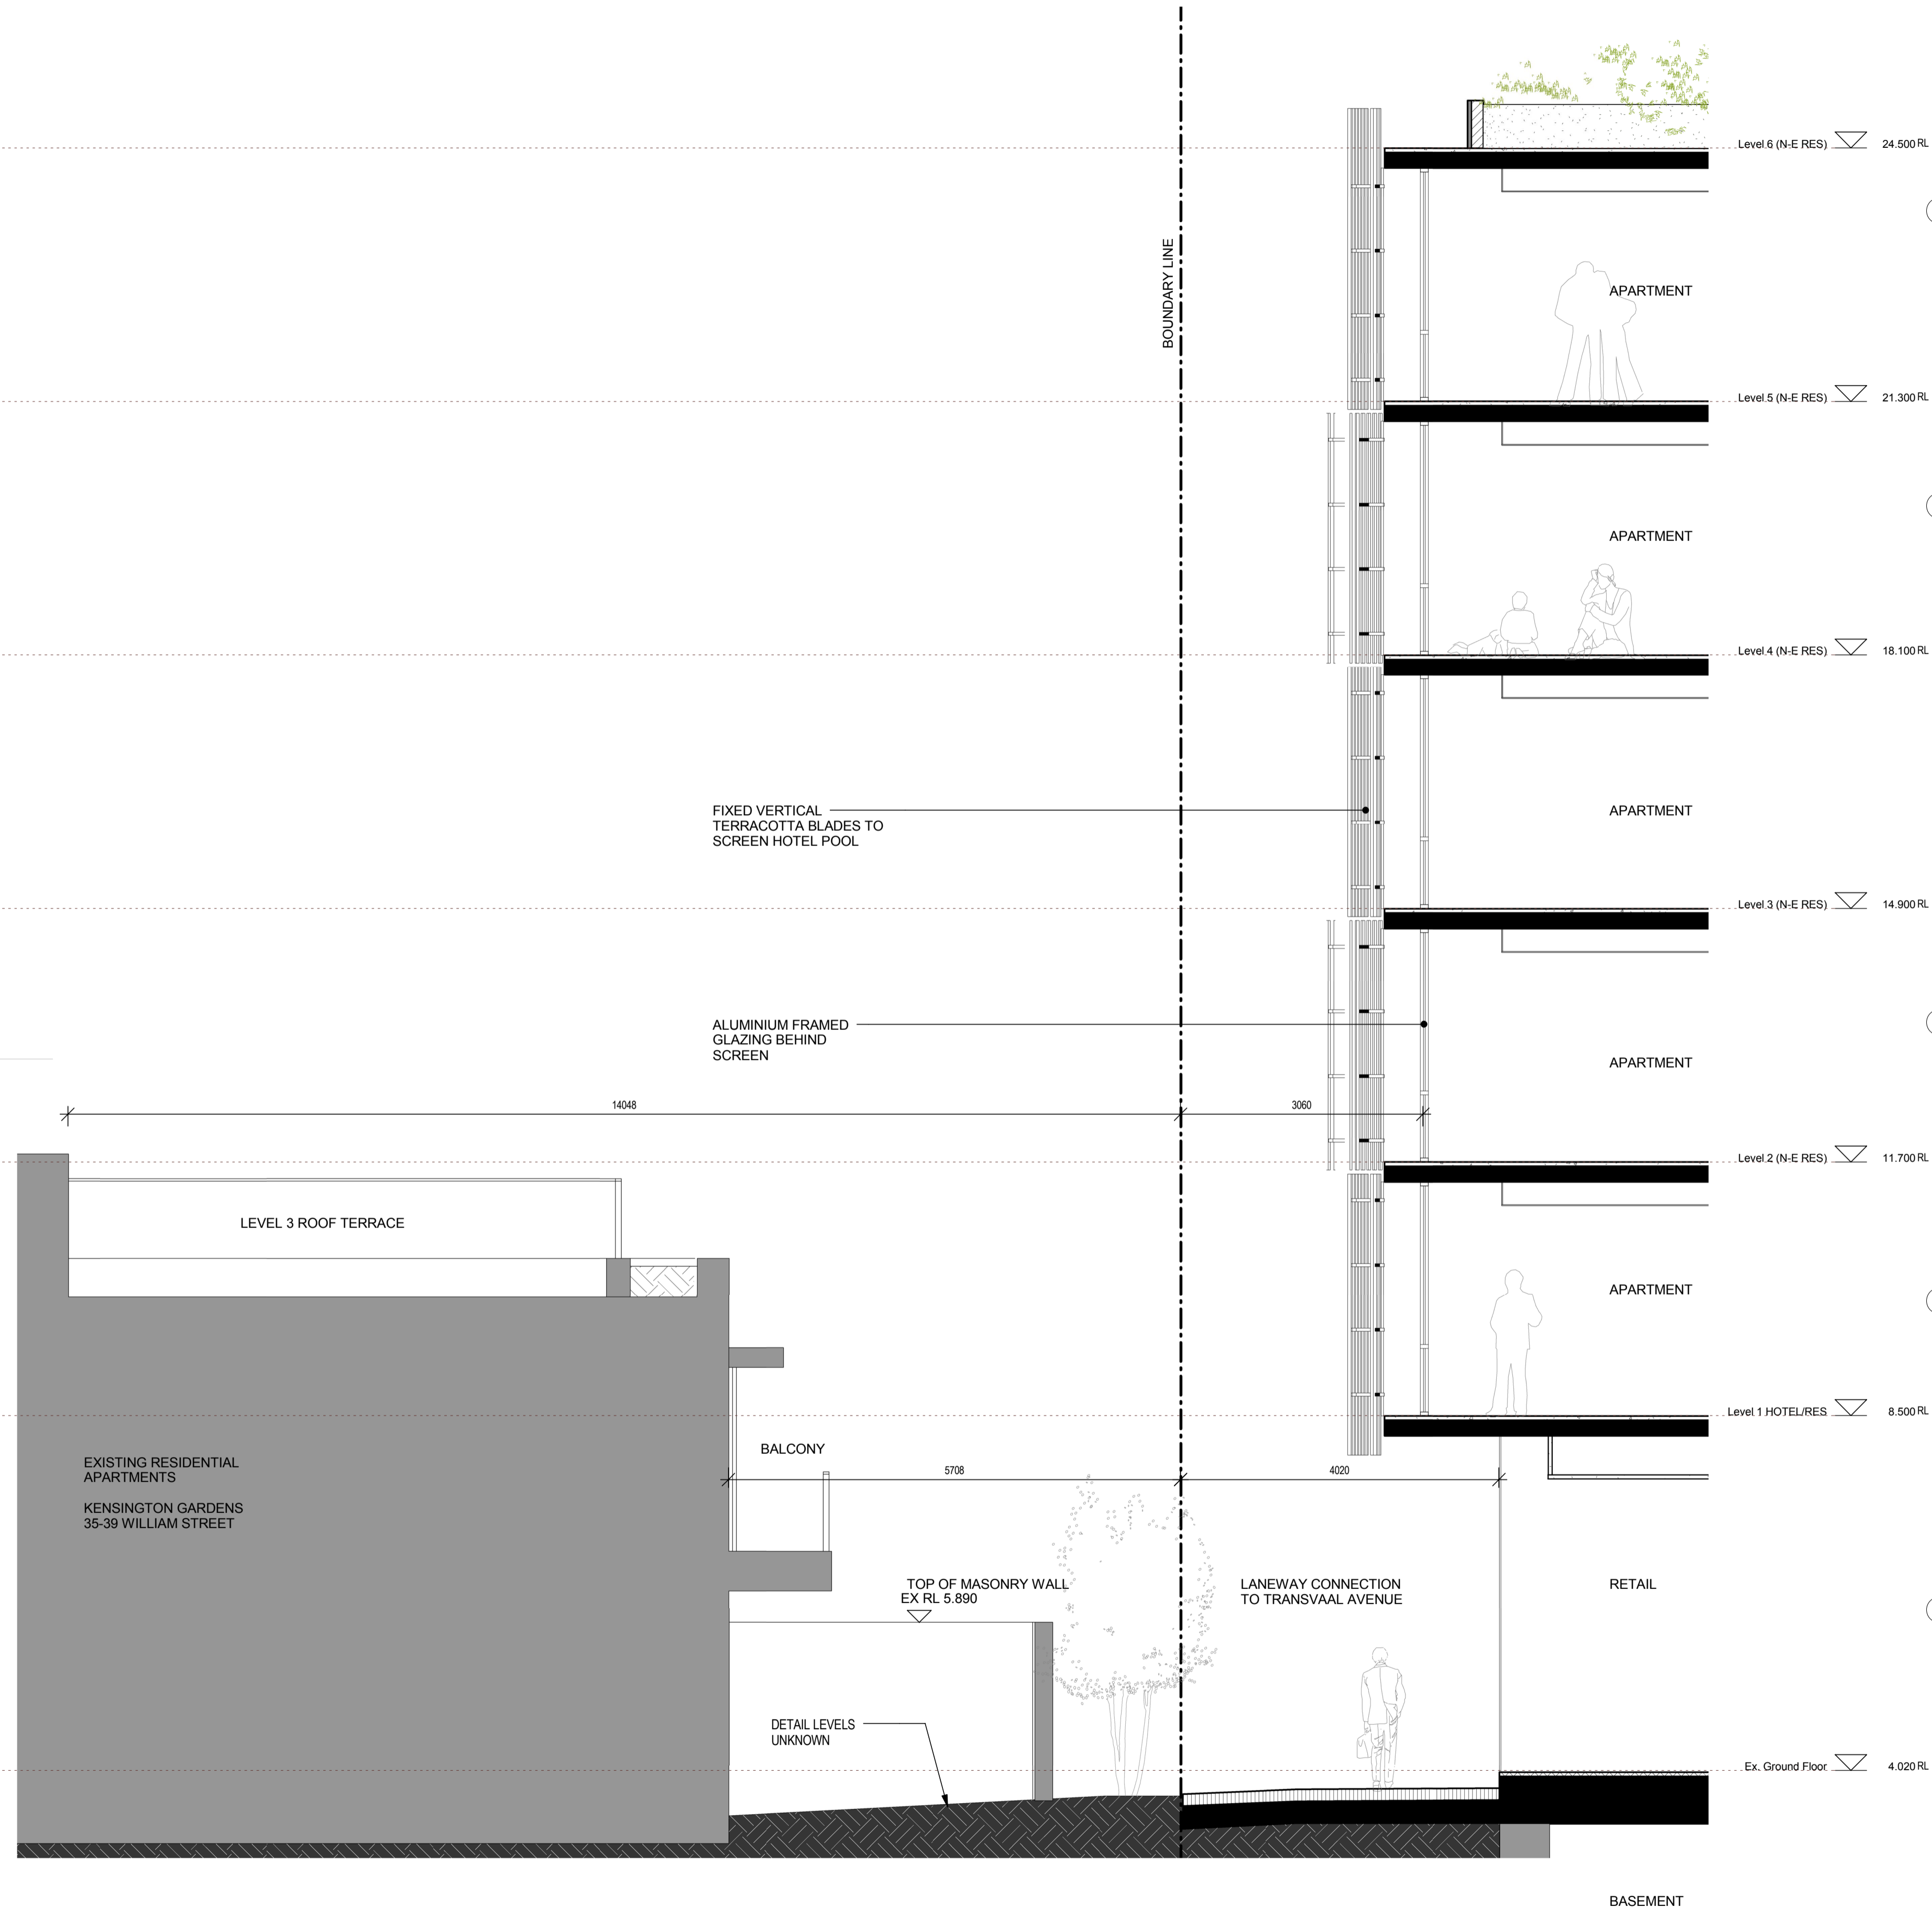 Level 6 (N-E RES) 24.500 RL
BOUNDARY LINE
APARTMENT
Level 5 (N-E RES) 21.300 RL
APARTMENT
Level 4 (N-E RES) 18.100 RL
FIXED VERTICAL
TERRACOTTA BLADES TO
SCREEN HOTEL POOL
APARTMENT
Level 3 (N-E RES) 14.900 RL
ALUMINIUM FRAMED
GLAZING BEHIND
SCREEN
APARTMENT
14048
3060
Level 2 (N-E RES) 11.700 RL
LEVEL 3 ROOF TERRACE
APARTMENT
Level 1 HOTEL/RES 8.500 RL
BALCONY
EXISTING RESIDENTIAL
APARTMENTS
KENSINGTON GARDENS
35-39 WILLIAM STREET
5708
4020
TOP OF MASONRY WALL
EX RL 5.890
LANEWAY CONNECTION
TO TRANSVAAL AVENUE
RETAIL
DETAIL LEVELS
UNKNOWN
Ex. Ground Floor 4.020 RL
BASEMENT